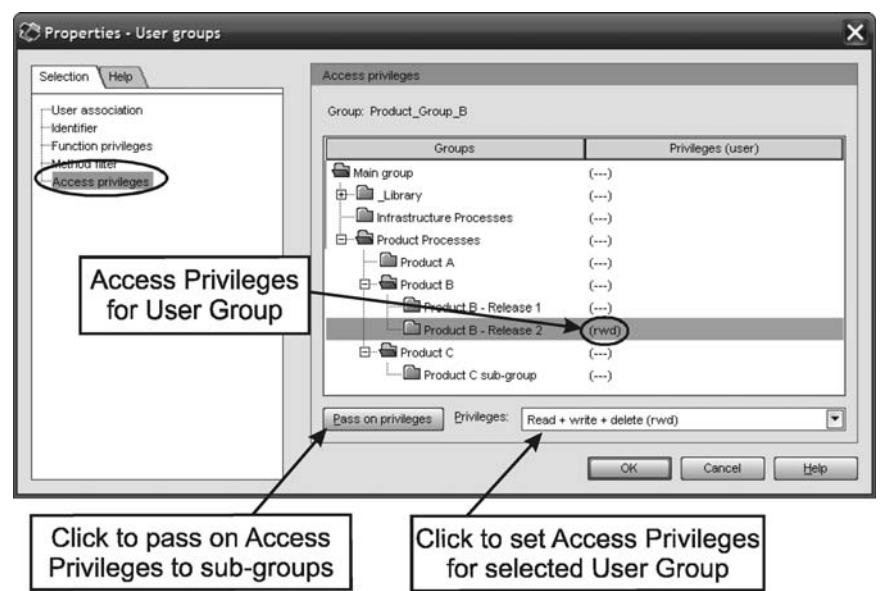 Properties - User groups
Selection Help
User association
Identifier
Function privileges
Method filter
Access privileges
Access privileges
Group: Product_Group_B
Groups Privileges (user)
Main group (---)
_Library (---)
Infrastructure Processes (---)
Product Processes (---)
Product A (---)
Product B (---)
Product B - Release 1 (---)
Product B - Release 2 (rwd)
Product C (---)
Product C sub-group (---)
Access Privileges
for User Group
Pass on privileges Privileges: Read + write + delete (rwd)
OK Cancel Help
Click to pass on Access
Privileges to sub-groups
Click to set Access Privileges
for selected User Group